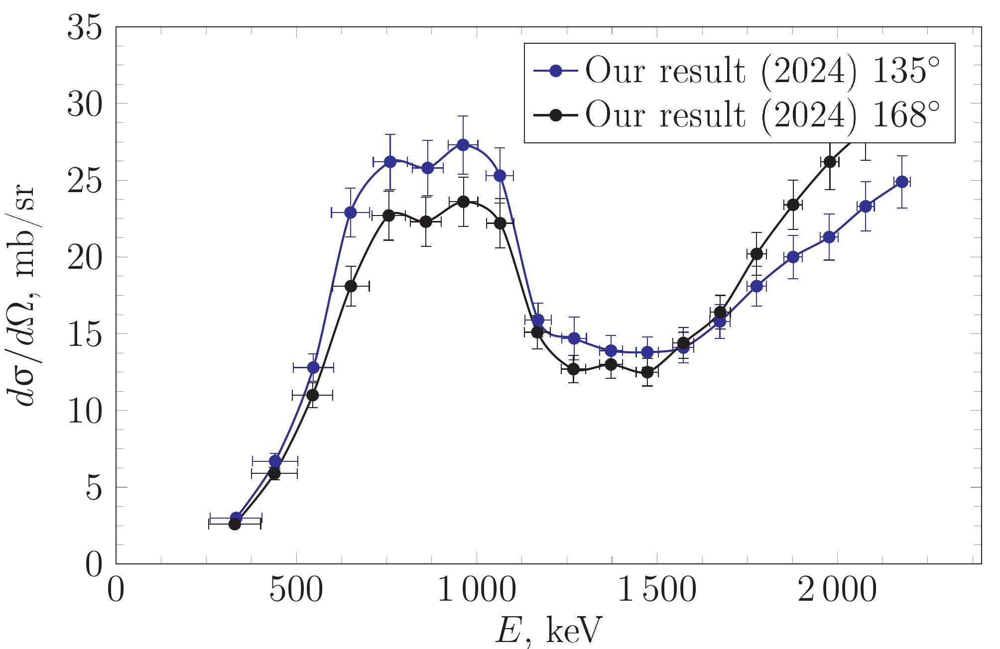 35
30
25
20
15
10
5
0
dσ/dΩ, mb/sr
Our result (2024) 135°
Our result (2024) 168°
0 500 1 000 1 500 2 000
E, keV